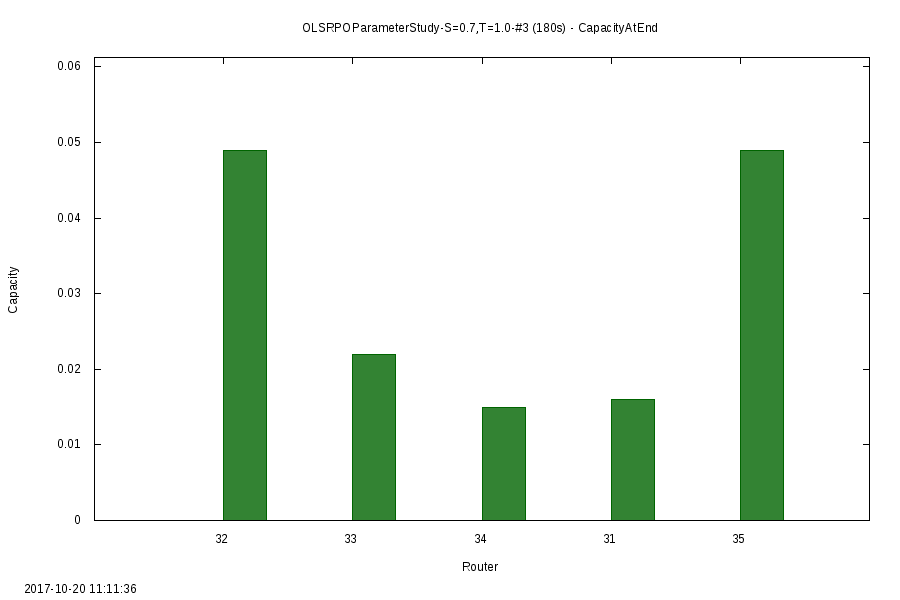 OLSRPOParameterStudy-S=0.7,T=1.0-#3 (180s) - CapacityAtEnd
0.06
0.05
0.04
0.03
0.02
0.01
0
Capacity
32 33 34 31 35
Router
2017-10-20 11:11:36